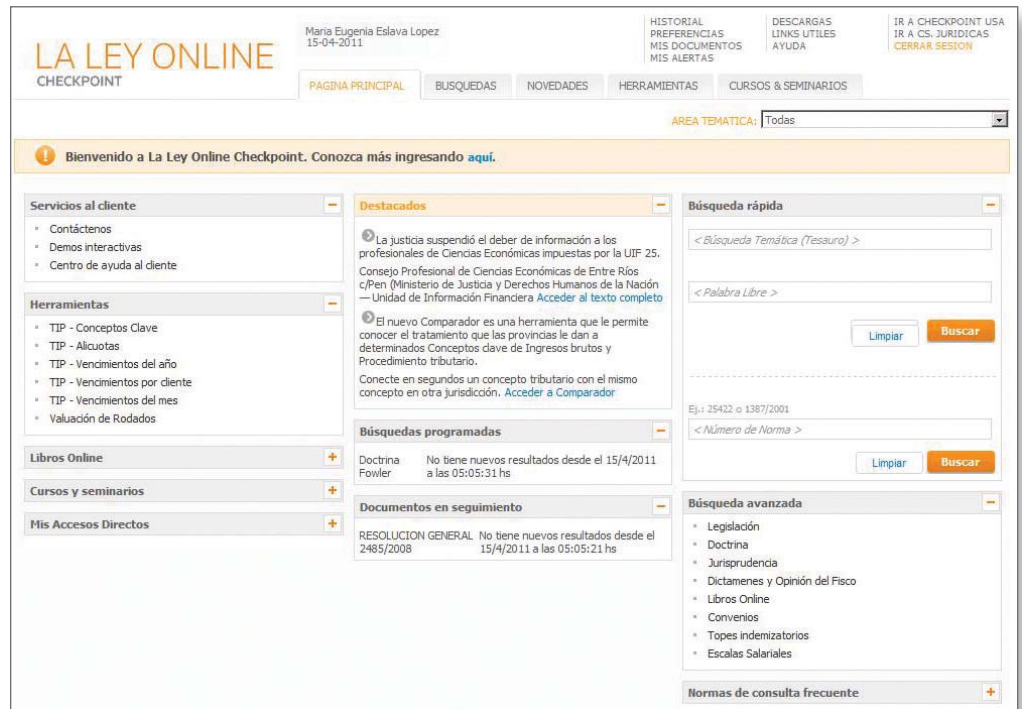 LA LEY ONLINE
CHECKPOINT
Maria Eugenia Eslava Lopez
15-04-2011
HISTORIAL
PREFERENCIAS
MIS DOCUMENTOS
MIS ALERTAS
DESCARGAS
LINKS UTILES
AYUDA
IR A CHECKPOINT USA
IR A CS. JURIDICAS
CERRAR SESION
PAGINA PRINCIPAL
BUSQUEDAS
NOVEDADES
HERRAMIENTAS
CURSOS & SEMINARIOS
AREA TEMATICA: Todas
Bienvenido a La Ley Online Checkpoint. Conozca más ingresando aquí.
Servicios al cliente
Contáctenos
Demos interactivas
Centro de ayuda al cliente
Herramientas
TIP - Conceptos Clave
TIP - Alicuotas
TIP - Vencimientos del año
TIP - Vencimientos por cliente
TIP - Vencimientos del mes
Valuación de Rodados
Libros Online
Cursos y seminarios
Mis Accesos Directos
Destacados
La justicia suspendió el deber de información a los
profesionales de Ciencias Económicas impuestas por la UIF 25.
Consejo Profesional de Ciencias Económicas de Entre Ríos
c/Pen (Ministerio de Justicia y Derechos Humanos de la Nación
— Unidad de Información Financiera Acceder al texto completo
El nuevo Comparador es una herramienta que le permite
conocer el tratamiento que las provincias le dan a
determinados Conceptos clave de Ingresos brutos y
Procedimiento tributario.
Conecte en segundos un concepto tributario con el mismo
concepto en otra jurisdicción. Acceder a Comparador
Búsquedas programadas
Doctrina No tiene nuevos resultados desde el 15/4/2011
Fowler a las 05:05:31 hs
Documentos en seguimiento
RESOLUCION GENERAL No tiene nuevos resultados desde el
2485/2008 15/4/2011 a las 05:05:21 hs
Búsqueda rápida
< Búsqueda Temática (Tesauro) >
< Palabra Libre >
Limpiar
Buscar
Ej.: 25422 o 1387/2001
< Número de Norma >
Limpiar
Buscar
Búsqueda avanzada
Legislación
Doctrina
Jurisprudencia
Dictamenes y Opinión del Fisco
Libros Online
Convenios
Topes indemizatorios
Escalas Salariales
Normas de consulta frecuente